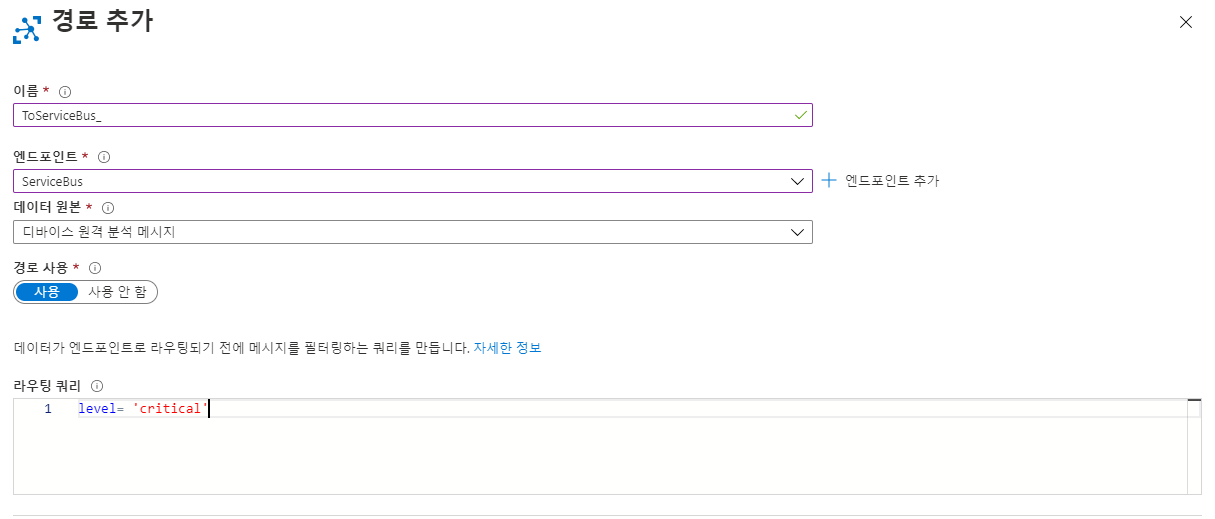 경로 추가
이름 *
ToServiceBus_
엔드포인트 *
ServiceBus
엔드포인트 추가
데이터 원본 *
디바이스 원격 분석 메시지
경로 사용 *
사용 사용 안 함
데이터가 엔드포인트로 라우팅되기 전에 메시지를 필터링하는 쿼리를 만듭니다. 자세한 정보
라우팅 쿼리
1 level= 'critical'